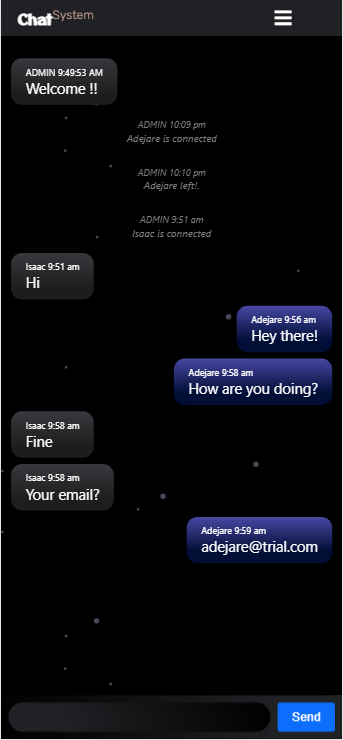 Chat System
ADMIN 9:49:53 AM
Welcome !!
ADMIN 10:09 pm
Adejare is connected
ADMIN 10:10 pm
Adejare left!.
ADMIN 9:51 am
Isaac is connected
Isaac 9:51 am
Hi
Adejare 9:56 am
Hey there!
Adejare 9:58 am
How are you doing?
Isaac 9:58 am
Fine
Isaac 9:58 am
Your email?
Adejare 9:59 am
adejare@trial.com
Send